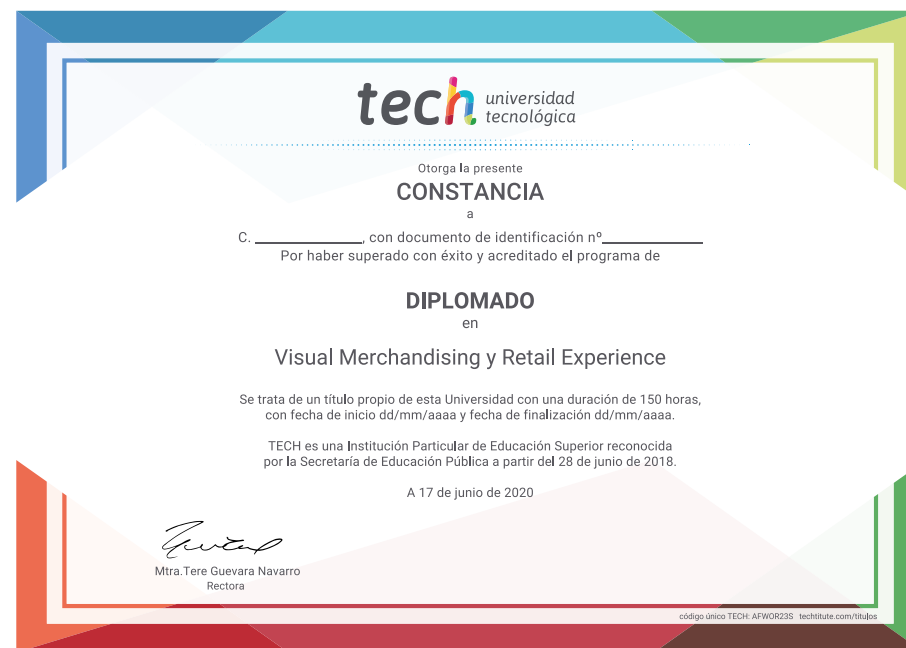 tech universidad
tecnológica
Otorga la presente
CONSTANCIA
a
C. ____________, con documento de identificación nº____________
Por haber superado con éxito y acreditado el programa de
DIPLOMADO
en
Visual Merchandising y Retail Experience
Se trata de un título propio de esta Universidad con una duración de 150 horas,
con fecha de inicio dd/mm/aaaa y fecha de finalización dd/mm/aaaa.
TECH es una Institución Particular de Educación Superior reconocida
por la Secretaría de Educación Pública a partir del 28 de junio de 2018.
A 17 de junio de 2020
Mtra.Tere Guevara Navarro
Rectora
código único TECH: AFWOR23S techtitute.com/titulos